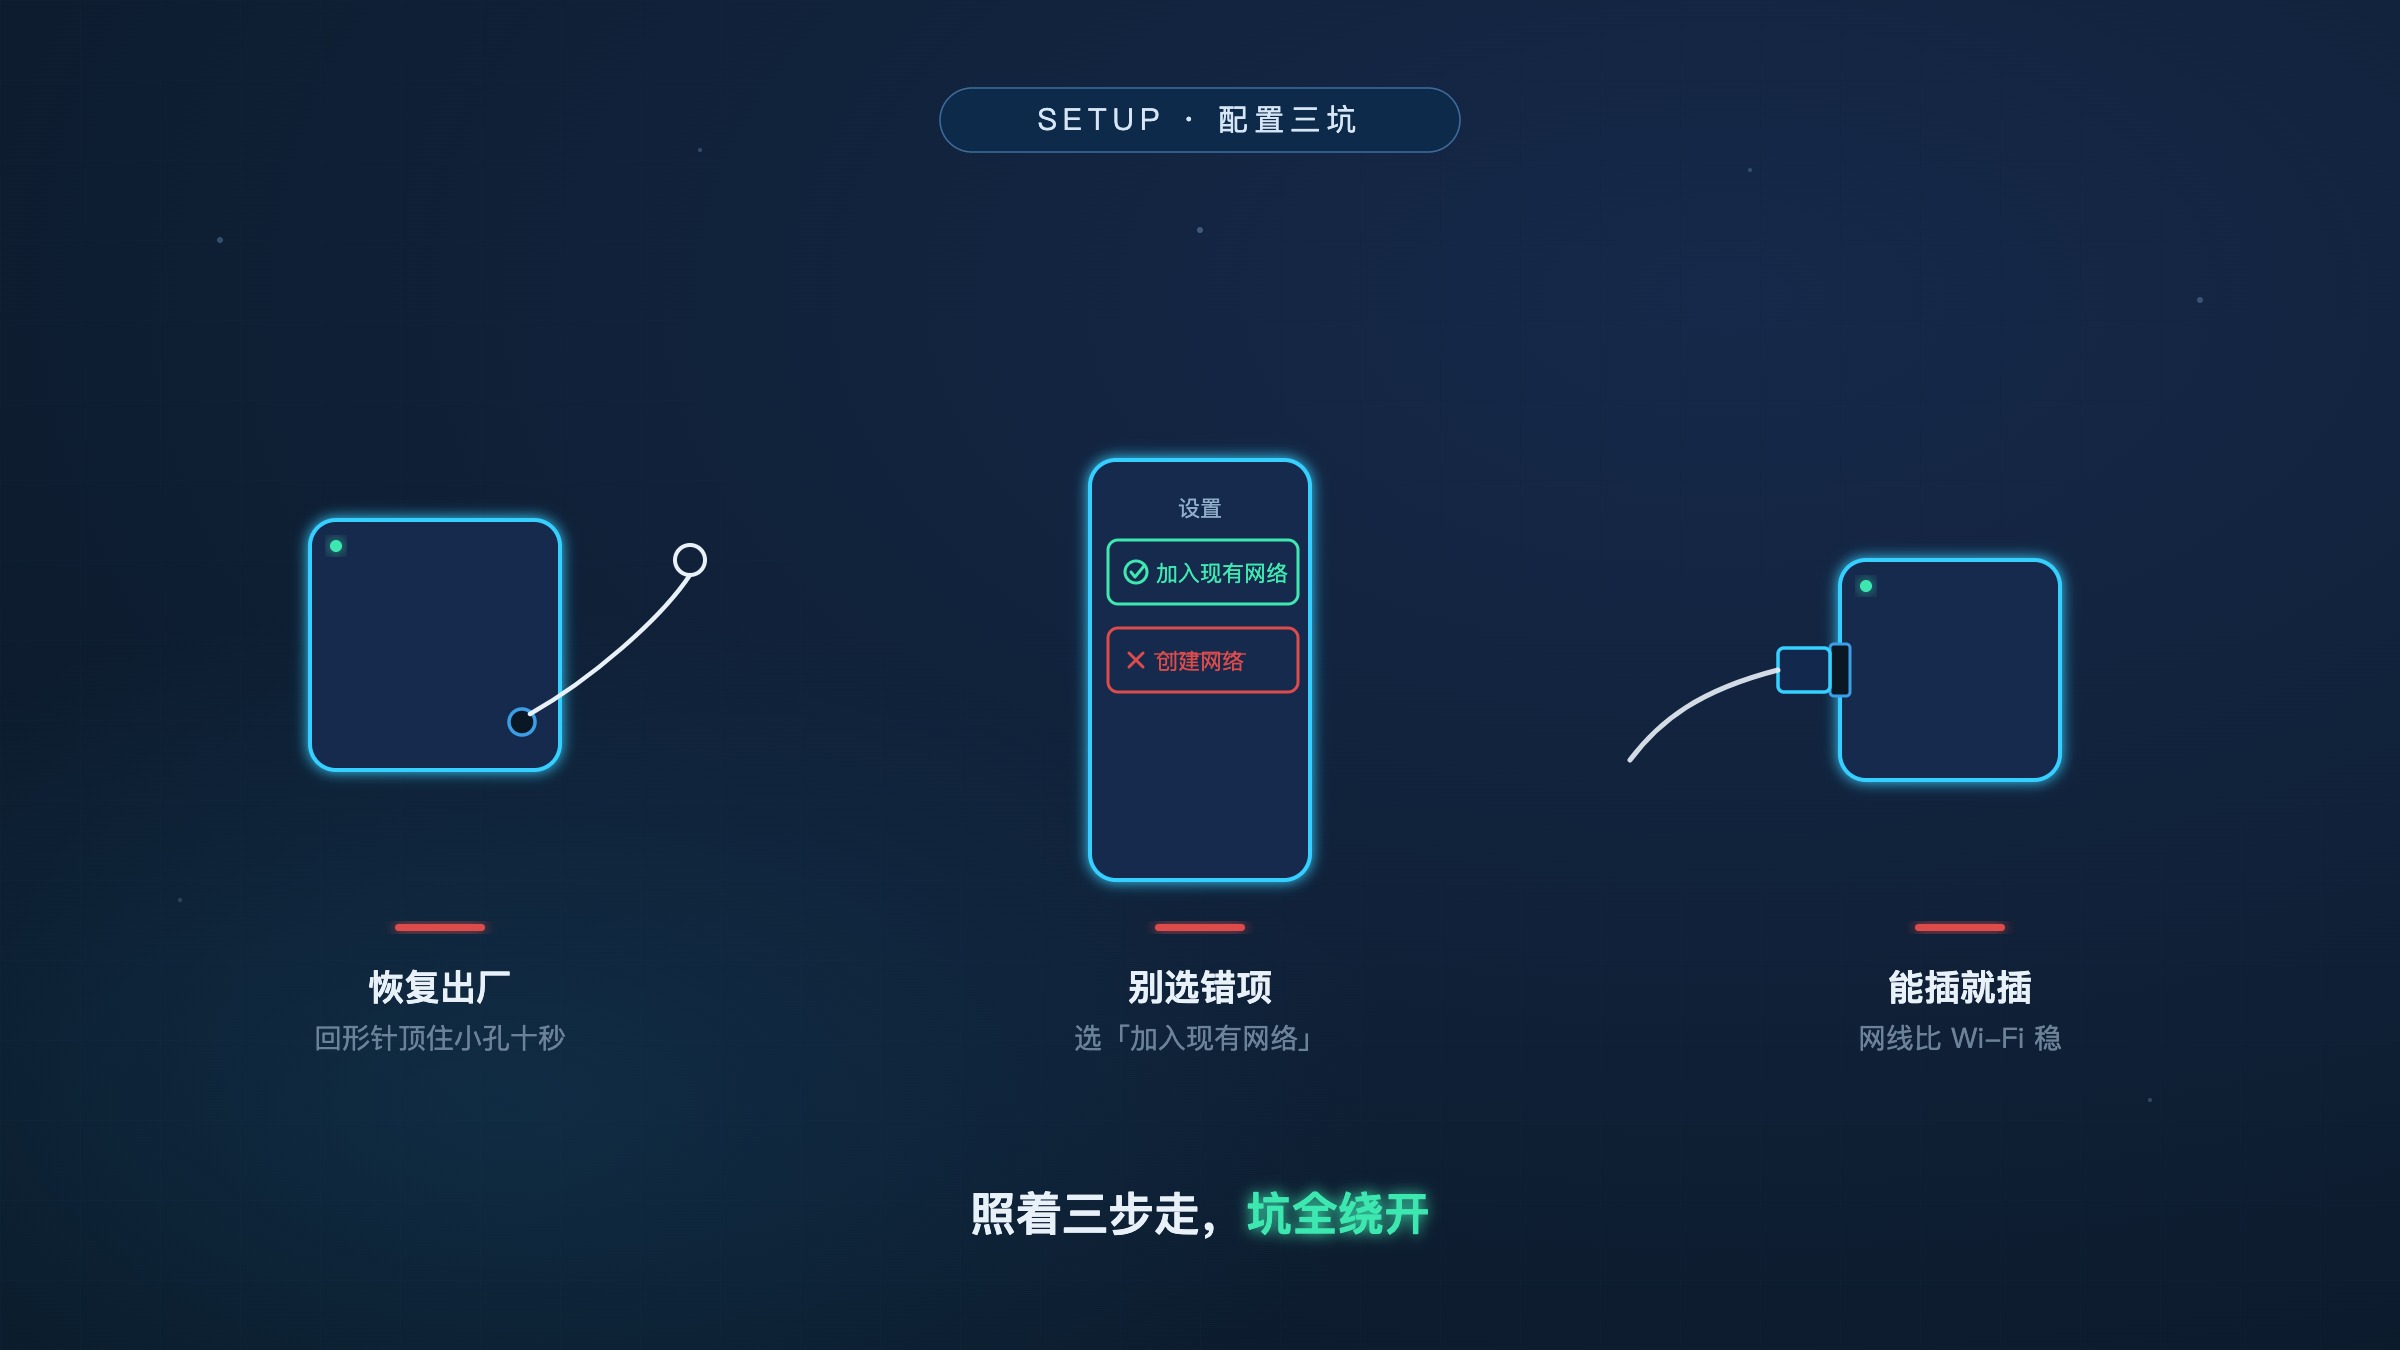 SETUP · 配置三坑
设置
加入现有网络
创建网络
恢复出厂
回形针顶住小孔十秒
别选错项
选「加入现有网络」
能插就插
网线比 Wi-Fi 稳
照着三步走，坑全绕开